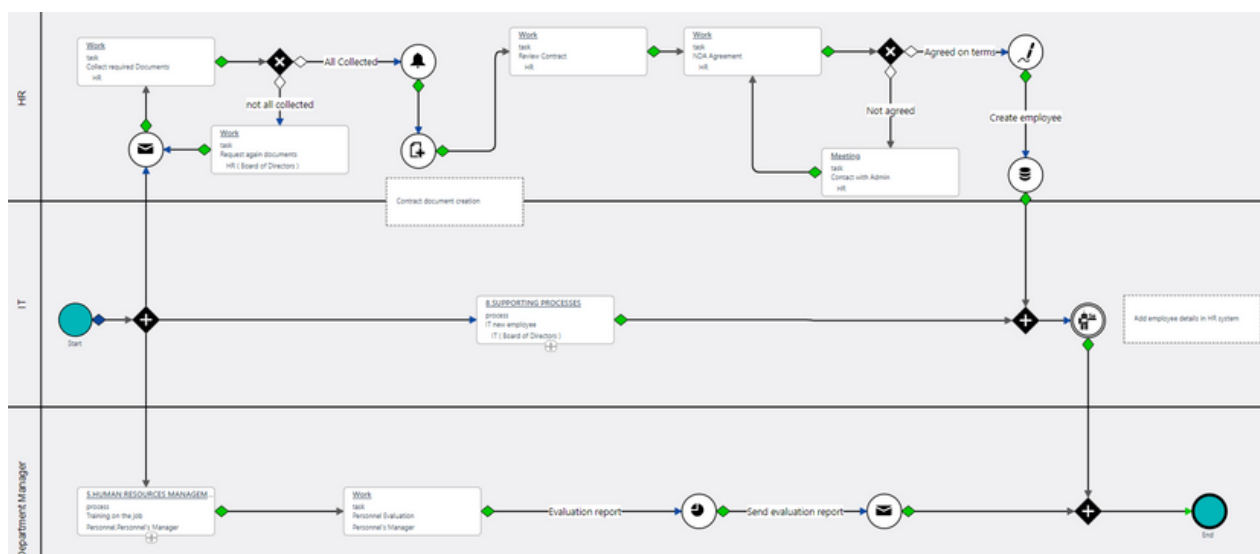 HR
Work
task
Collect required Documents
HR
All Collected
not all collected
Work
task
Request again documents
HR ( Board of Directors )
Contract document creation
Work
task
Review Contract
HR
Work
task
NDA Agreement
HR
Agreed on terms
Not agreed
Create employee
Meeting
task
Contact with Admin
HR
IT
Start
8.SUPPORTING PROCESSES
process
IT new employee
IT ( Board of Directors )
Add employee details in HR system
Department Manager
5.HUMAN RESOURCES MANAGEM...
process
Training on the job
Personnel,Personnel's Manager
Work
task
Personnel Evaluation
Personnel's Manager
Evaluation report
Send evaluation report
End